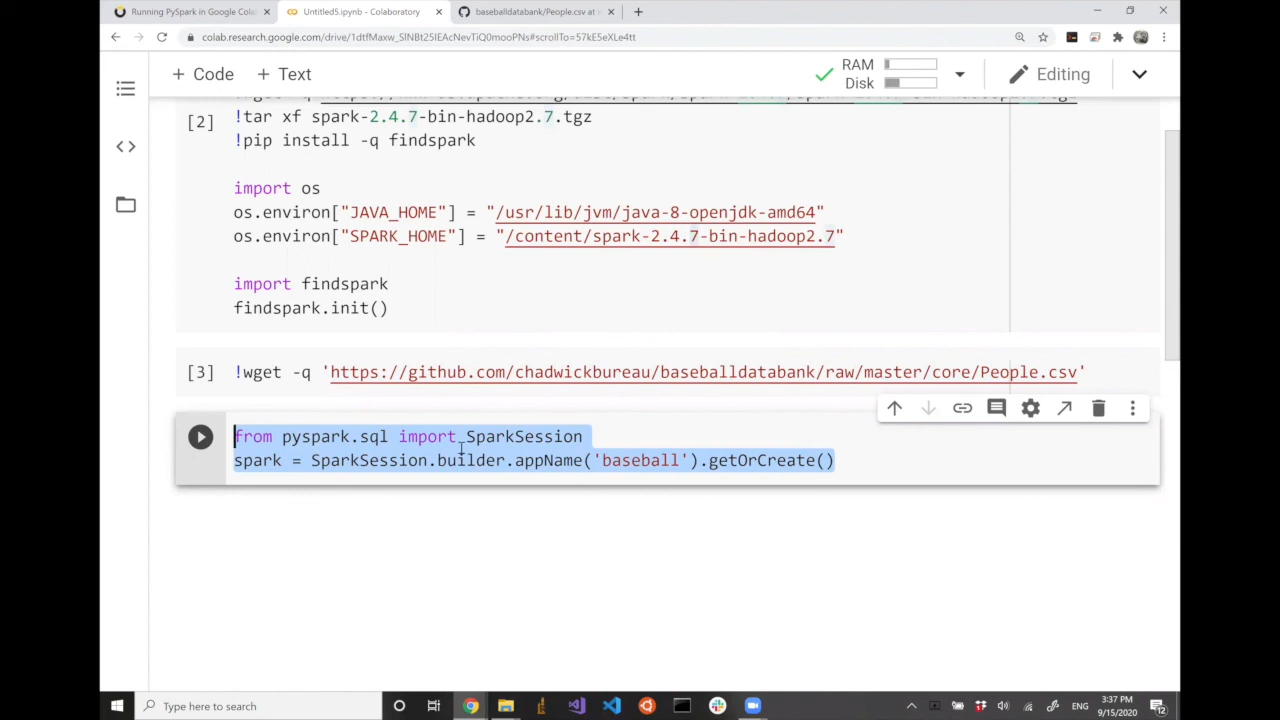 Running PySpark in Google Cola
Untitled5.ipynb - Colaboratory
baseballdatabank/People.csv at
colab.research.google.com/drive/1dtfMaxw_SlNBt25IEAcNevTiQ0mooPNs#scrollTo=57kE5eXLe4tt
+ Code + Text
RAM
Disk
Editing
[2]
!tar xf spark-2.4.7-bin-hadoop2.7.tgz
!pip install -q findspark
import os
os.environ["JAVA_HOME"] = "/usr/lib/jvm/java-8-openjdk-amd64"
os.environ["SPARK_HOME"] = "/content/spark-2.4.7-bin-hadoop2.7"
import findspark
findspark.init()
[3] !wget -q 'https://github.com/chadwickbureau/baseballdatabank/raw/master/core/People.csv'
from pyspark.sql import SparkSession
spark = SparkSession.builder.appName('baseball').getOrCreate()
Type here to search
ENG
3:37 PM
9/15/2020
12